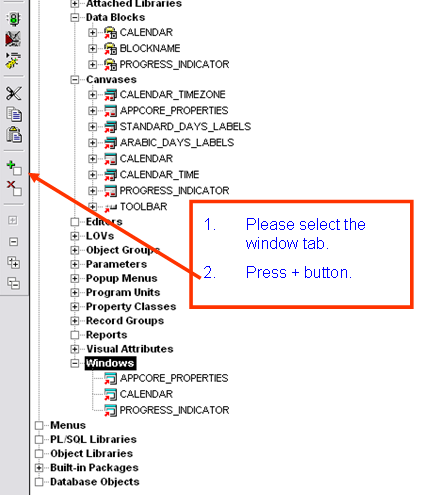 Attached Libraries
Data Blocks
CALENDAR
BLOCKNAME
PROGRESS_INDICATOR
Canvases
CALENDAR_TIMEZONE
APPCORE_PROPERTIES
STANDARD_DAYS_LABELS
ARABIC_DAYS_LABELS
CALENDAR
CALENDAR_TIME
PROGRESS_INDICATOR
TOOLBAR
Editors
LOVs
Object Groups
Parameters
Popup Menus
Program Units
Property Classes
Record Groups
Reports
Visual Attributes
Windows
APPCORE_PROPERTIES
CALENDAR
PROGRESS_INDICATOR
Menus
PL/SQL Libraries
Object Libraries
Built-in Packages
Database Objects
1. Please select the
window tab.
2. Press + button.